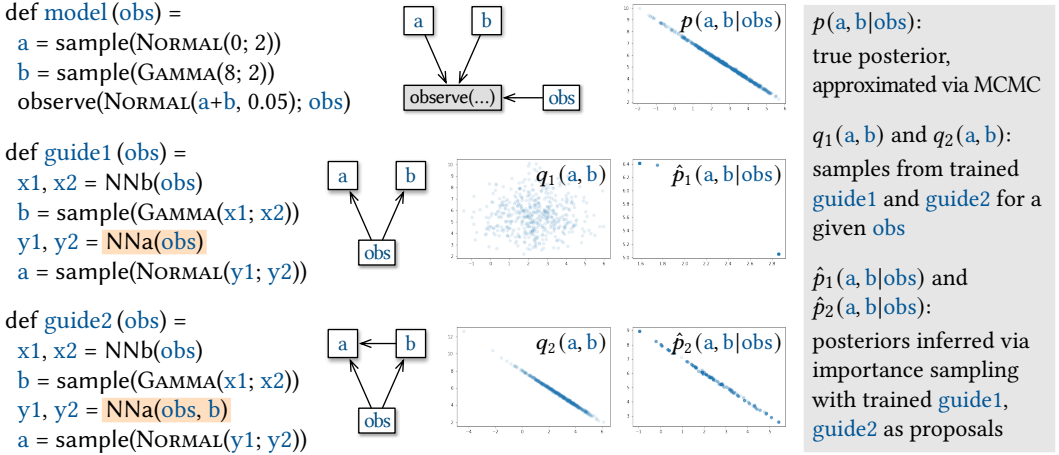 def model (obs) =
a = sample(NORMAL(0; 2))
b = sample(GAMMA(8; 2))
observe(NORMAL(a+b, 0.05); obs)
a
b
observe(...)
obs
p(a, b|obs)
p(a, b|obs):
true posterior,
approximated via MCMC
def guide1 (obs) =
x1, x2 = NNb(obs)
b = sample(GAMMA(x1; x2))
y1, y2 = NNa(obs)
a = sample(NORMAL(y1; y2))
a
b
obs
q₁(a, b)
p̂₁(a, b|obs)
q₁(a, b) and q₂(a, b):
samples from trained
guide1 and guide2 for a
given obs
def guide2 (obs) =
x1, x2 = NNb(obs)
b = sample(GAMMA(x1; x2))
y1, y2 = NNa(obs, b)
a = sample(NORMAL(y1; y2))
a
b
obs
q₂(a, b)
p̂₂(a, b|obs)
p̂₁(a, b|obs) and
p̂₂(a, b|obs):
posteriors inferred via
importance sampling
with trained guide1,
guide2 as proposals